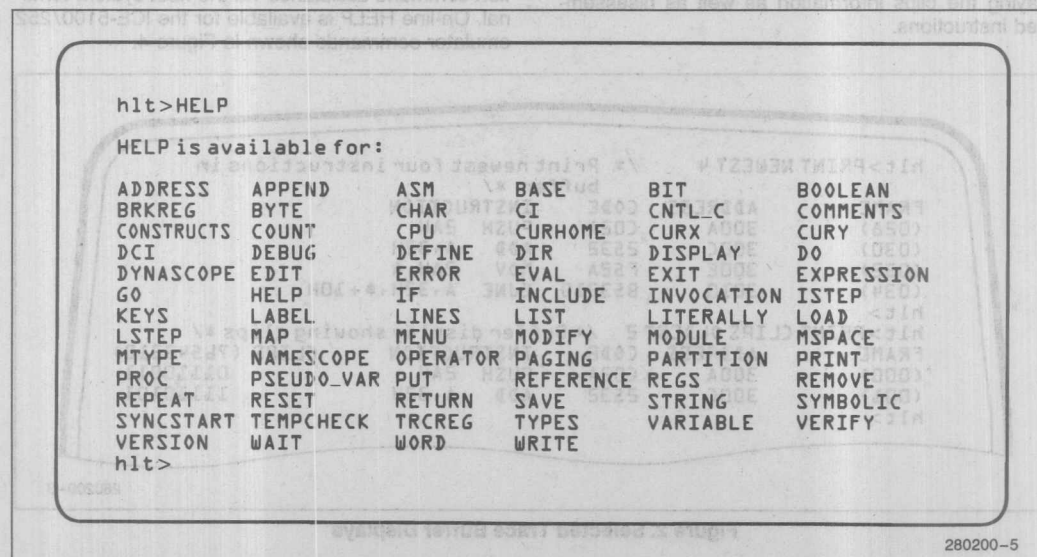 hlt>HELP
HELP is available for:
ADDRESS APPEND ASM BASE BIT BOOLEAN
BRKREG BYTE CHAR CI CNTL_C COMMENTS
CONSTRUCTS COUNT CPU CURHOME CURX CURY
DCI DEBUG DEFINE DIR DISPLAY DO
DYNASCOPE EDIT ERROR EVAL EXIT EXPRESSION
GO HELP IF INCLUDE INVOCATION ISTEP
KEYS LABEL LINES LIST LITERALLY LOAD
LSTEP MAP MENU MODIFY MODULE MSPACE
MTYPE NAMESCOPE OPERATOR PAGING PARTITION PRINT
PROC PSEUDO_VAR PUT REFERENCE REGS REMOVE
REPEAT RESET RETURN SAVE STRING SYMBOLIC
SYNCSTART TEMPCHECK TRCREG TYPES VARIABLE VERIFY
VERSION WAIT WORD WRITE
hlt>
280200-5